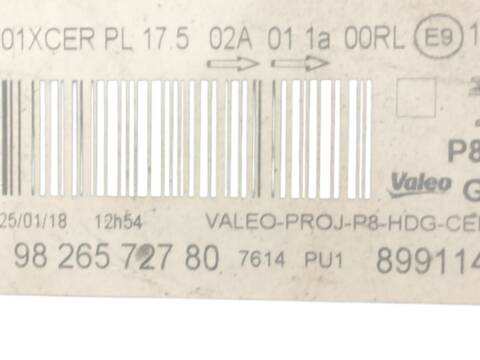 01XCER PL 17.5 02A 01 1a 00RL E9 1
P8
Valeo G
25/01/18 12h54 VALEO-PROJ-P8-HDG-CE
98 265 727 80 7614 PU1 899114